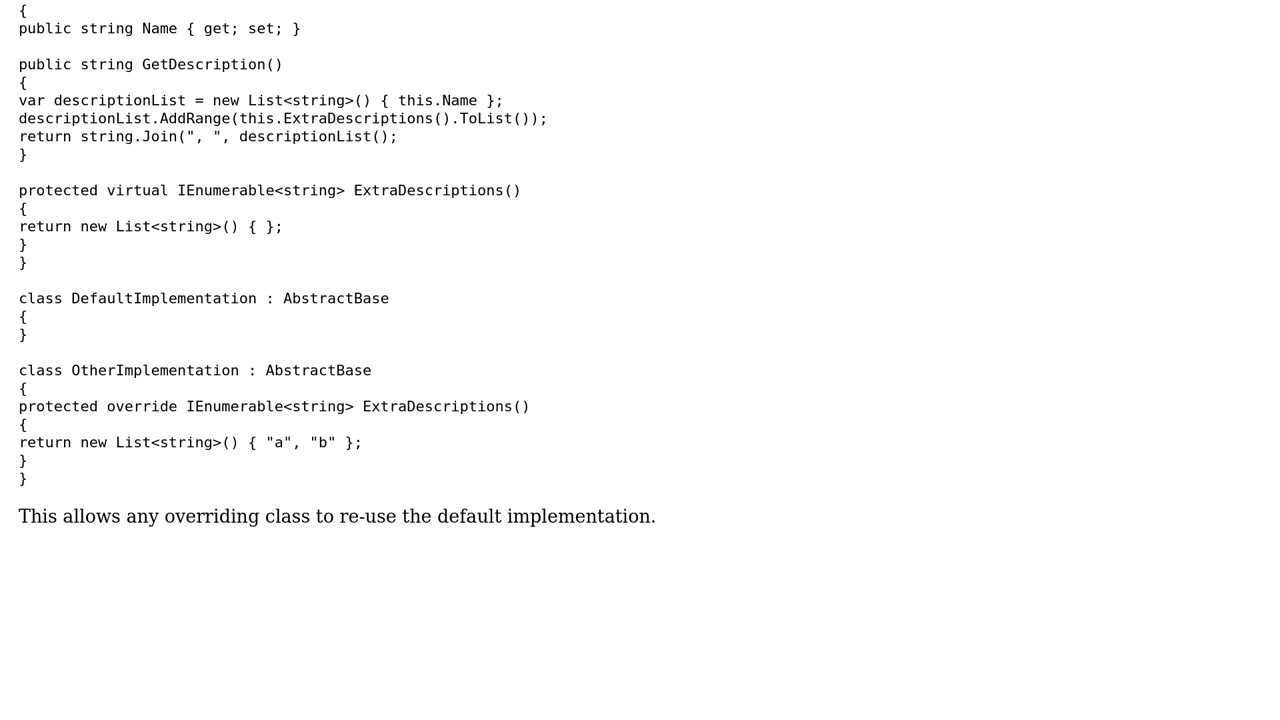 {
public string Name { get; set; }
public string GetDescription()
{
var descriptionList = new List<string>() { this.Name };
descriptionList.AddRange(this.ExtraDescriptions().ToList());
return string.Join(", ", descriptionList();
}
protected virtual IEnumerable<string> ExtraDescriptions()
{
return new List<string>() { };
}
}
class DefaultImplementation : AbstractBase
{
}
class OtherImplementation : AbstractBase
{
protected override IEnumerable<string> ExtraDescriptions()
{
return new List<string>() { "a", "b" };
}
}
This allows any overriding class to re-use the default implementation.